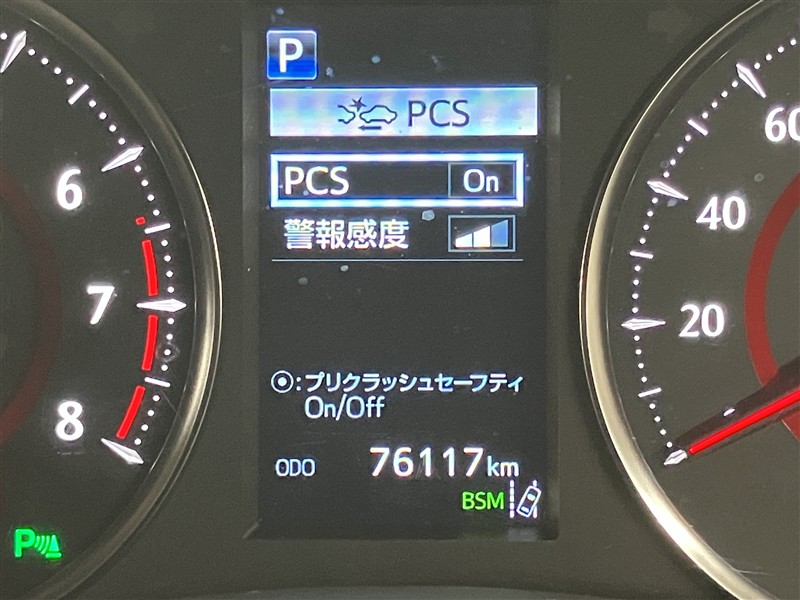 P
PCS
PCS On
警報感度
:プリクラッシュセーフティ
On/Off
ODO 76117km
BSM
6
7
8
P
60
40
20